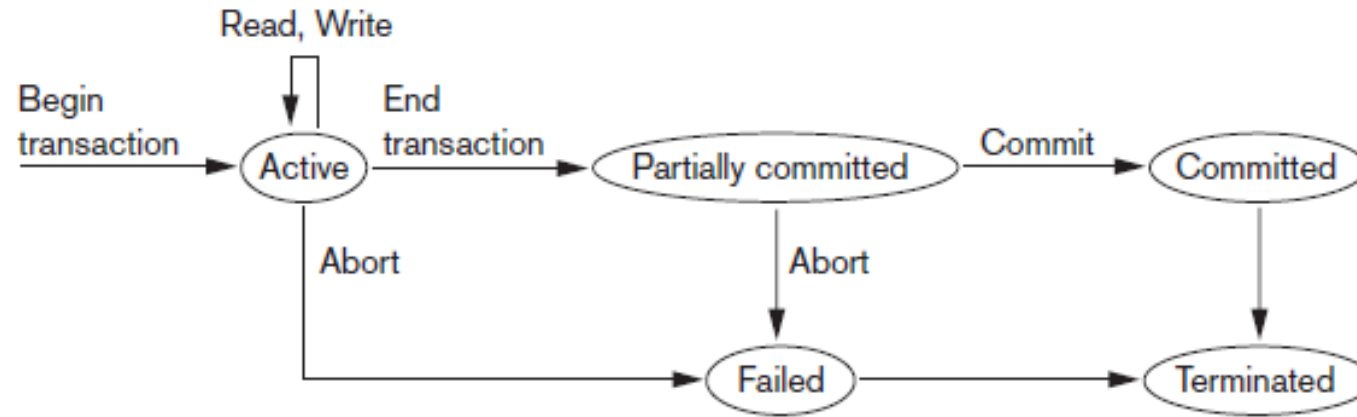 Read, Write
Begin
transaction
End
transaction
Active
Partially committed
Commit
Committed
Abort
Abort
Failed
Terminated